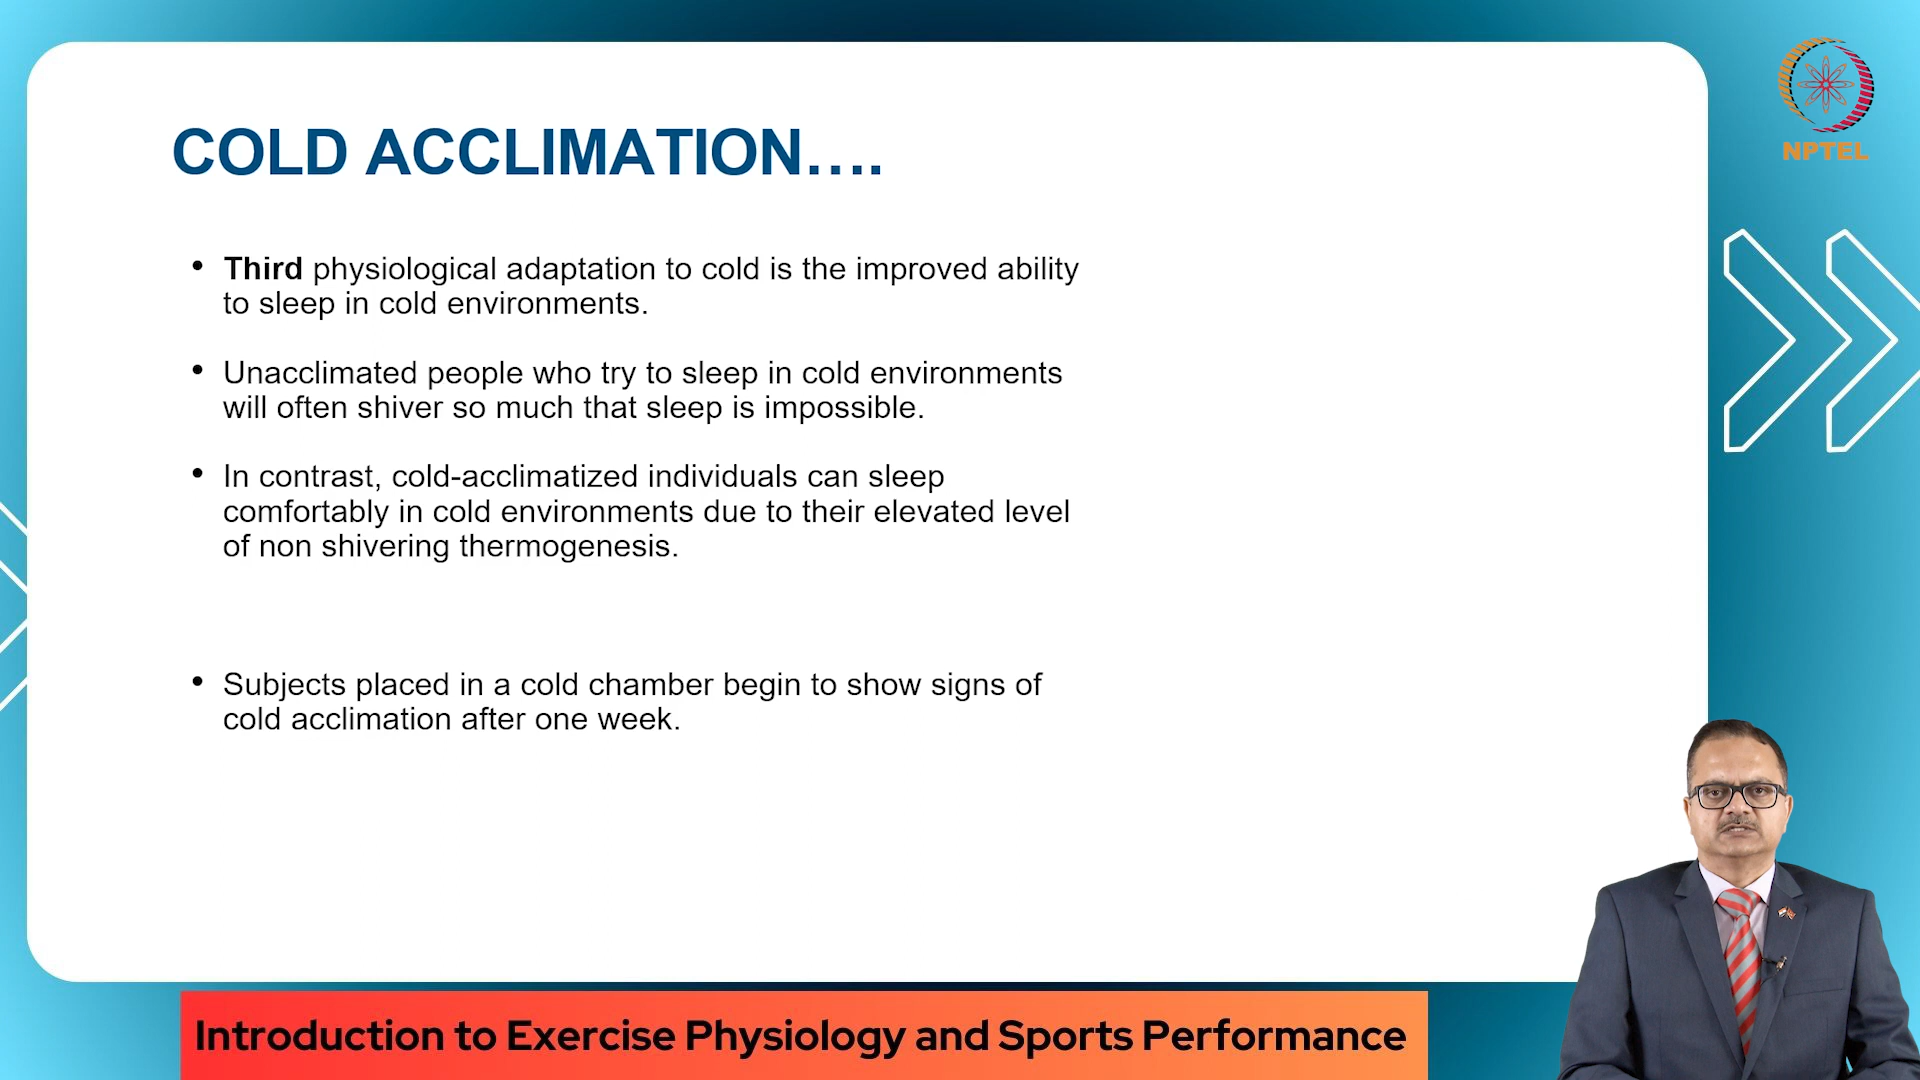 COLD ACCLIMATION....
NPTEL
• Third physiological adaptation to cold is the improved ability
to sleep in cold environments.
• Unacclimated people who try to sleep in cold environments
will often shiver so much that sleep is impossible.
• In contrast, cold-acclimatized individuals can sleep
comfortably in cold environments due to their elevated level
of non shivering thermogenesis.
• Subjects placed in a cold chamber begin to show signs of
cold acclimation after one week.
Introduction to Exercise Physiology and Sports Performance